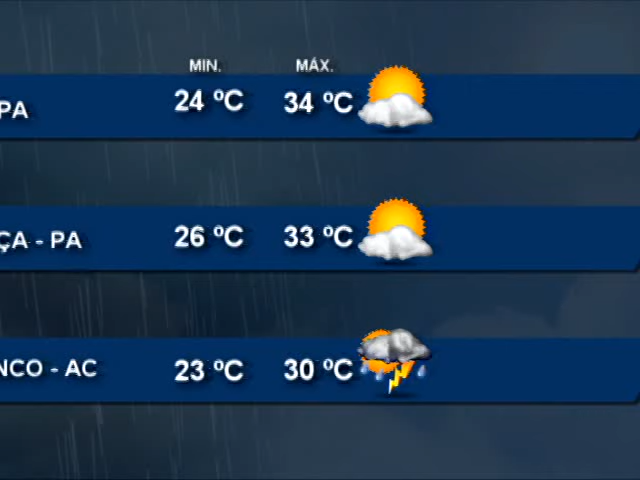 MIN. MÁX.
PA 24 ºC 34 ºC
ÇA - PA 26 ºC 33 ºC
NCO - AC 23 ºC 30 ºC